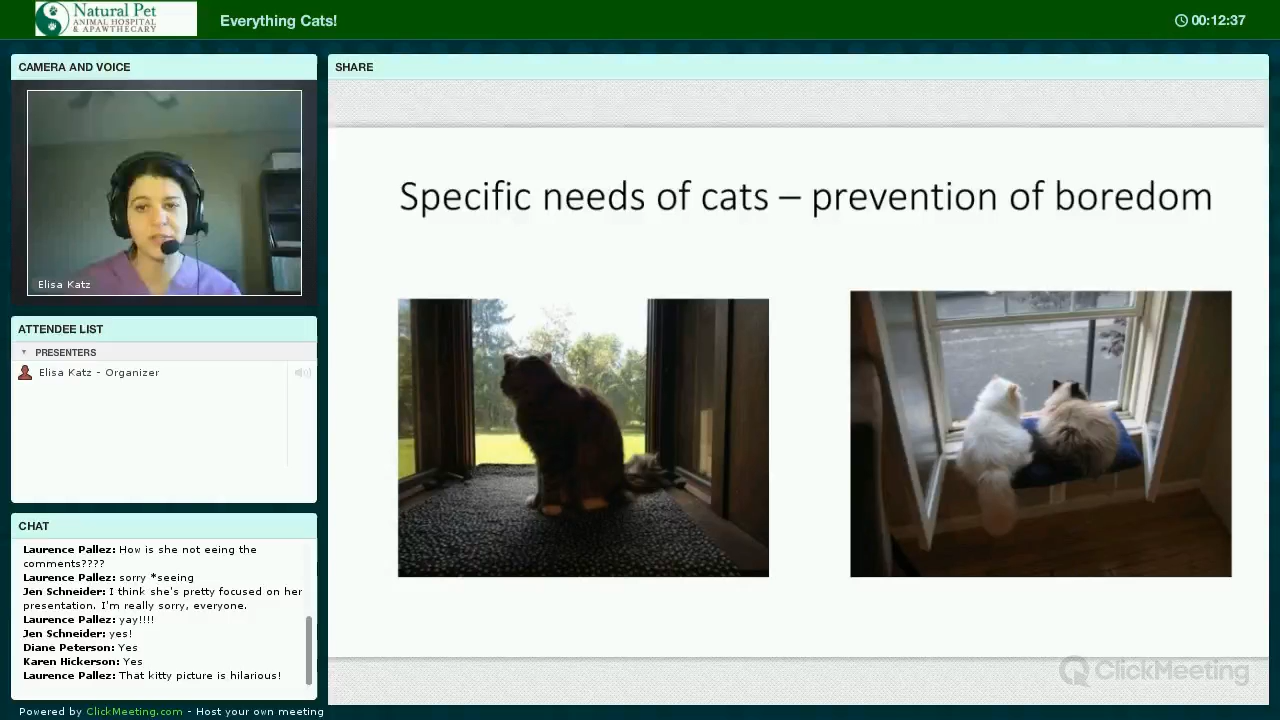 Natural Pet
ANIMAL HOSPITAL
& APAWTHECARY
Everything Cats!
00:12:37
CAMERA AND VOICE
Elisa Katz
ATTENDEE LIST
PRESENTERS
Elisa Katz - Organizer
CHAT
Laurence Pallez: How is she not eeing the
comments????
Laurence Pallez: sorry *seeing
Jen Schneider: I think she's pretty focused on her
presentation. I'm really sorry, everyone.
Laurence Pallez: yay!!!!
Jen Schneider: yes!
Diane Peterson: Yes
Karen Hickerson: Yes
Laurence Pallez: That kitty picture is hilarious!
Powered by ClickMeeting.com - Host your own meeting
SHARE
Specific needs of cats – prevention of boredom
ClickMeeting